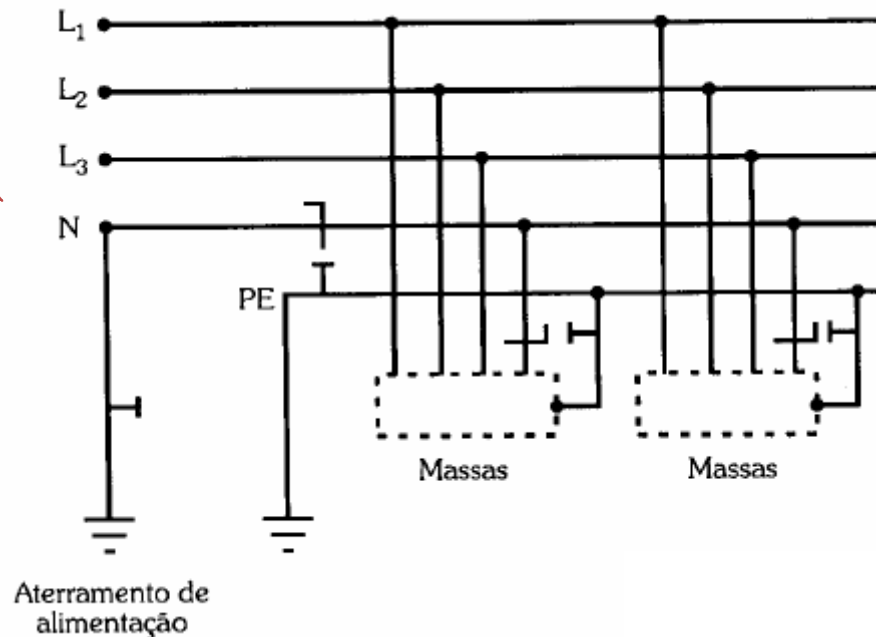 L1
L2
L3
N
PE
Massas
Massas
Aterramento de
alimentação